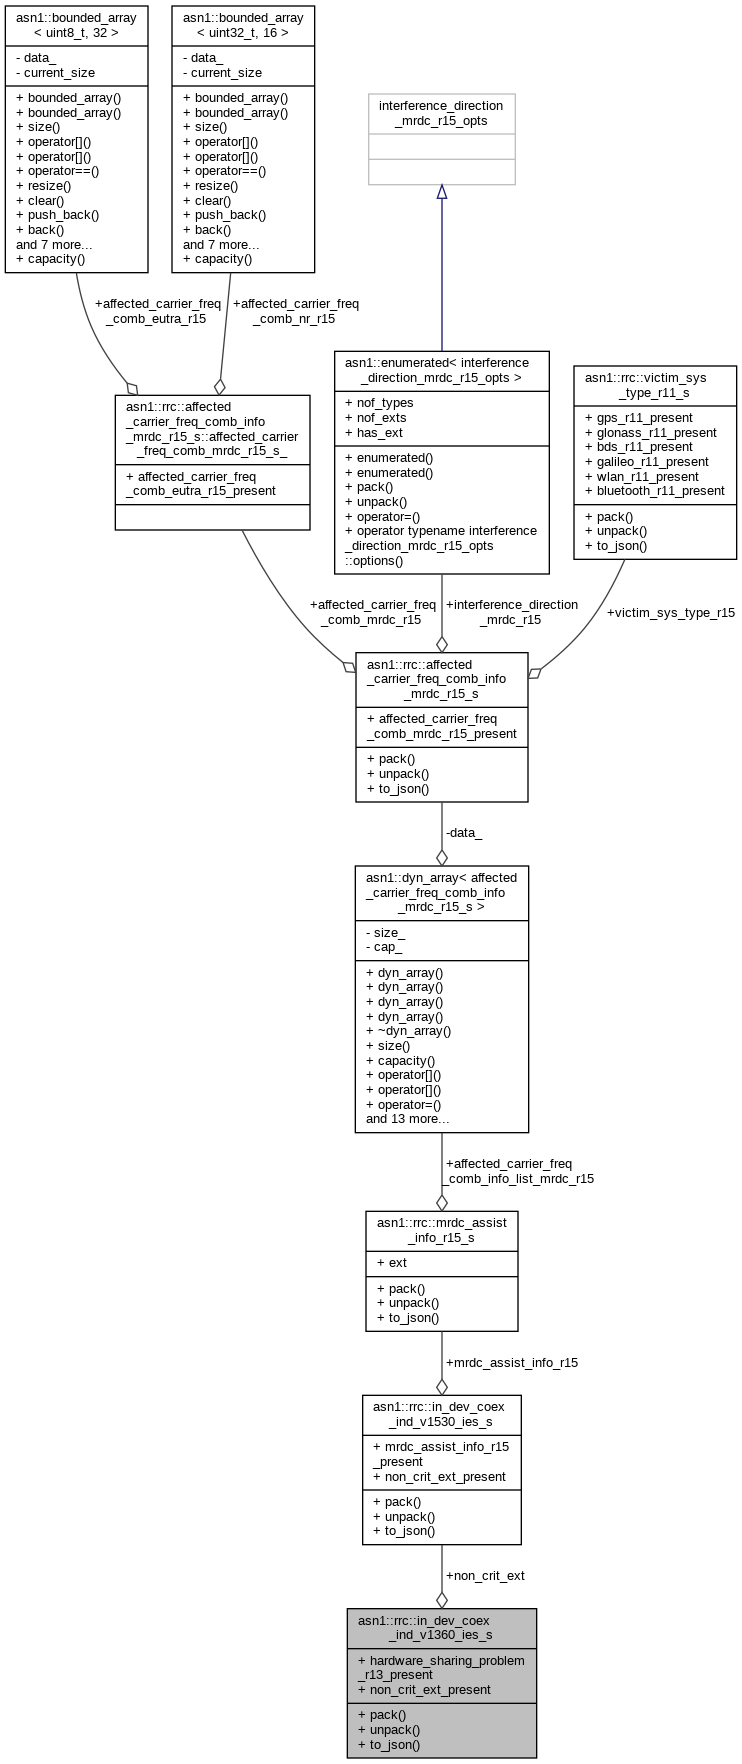 asn1::bounded_array
< uint8_t, 32 >
- data_
- current_size
+ bounded_array()
+ bounded_array()
+ size()
+ operator[]()
+ operator[]()
+ operator==()
+ resize()
+ clear()
+ push_back()
+ back()
and 7 more...
+ capacity()
asn1::bounded_array
< uint32_t, 16 >
- data_
- current_size
+ bounded_array()
+ bounded_array()
+ size()
+ operator[]()
+ operator[]()
+ operator==()
+ resize()
+ clear()
+ push_back()
+ back()
and 7 more...
+ capacity()
interference_direction
_mrdc_r15_opts
+affected_carrier_freq
_comb_eutra_r15
+affected_carrier_freq
_comb_nr_r15
asn1::rrc::affected
_carrier_freq_comb_info
_mrdc_r15_s::affected_carrier
_freq_comb_mrdc_r15_s_
+ affected_carrier_freq
_comb_eutra_r15_present
asn1::enumerated< interference
_direction_mrdc_r15_opts >
+ nof_types
+ nof_exts
+ has_ext
+ enumerated()
+ enumerated()
+ pack()
+ unpack()
+ operator=()
+ operator typename interference
_direction_mrdc_r15_opts
::options()
asn1::rrc::victim_sys
_type_r11_s
+ gps_r11_present
+ glonass_r11_present
+ bds_r11_present
+ galileo_r11_present
+ wlan_r11_present
+ bluetooth_r11_present
+ pack()
+ unpack()
+ to_json()
+affected_carrier_freq
_comb_mrdc_r15
+interference_direction
_mrdc_r15
+victim_sys_type_r15
asn1::rrc::affected
_carrier_freq_comb_info
_mrdc_r15_s
+ affected_carrier_freq
_comb_mrdc_r15_present
+ pack()
+ unpack()
+ to_json()
-data_
asn1::dyn_array< affected
_carrier_freq_comb_info
_mrdc_r15_s >
- size_
- cap_
+ dyn_array()
+ dyn_array()
+ dyn_array()
+ dyn_array()
+ ~dyn_array()
+ size()
+ capacity()
+ operator[]()
+ operator[]()
+ operator=()
and 13 more...
+affected_carrier_freq
_comb_info_list_mrdc_r15
asn1::rrc::mrdc_assist
_info_r15_s
+ ext
+ pack()
+ unpack()
+ to_json()
+mrdc_assist_info_r15
asn1::rrc::in_dev_coex
_ind_v1530_ies_s
+ mrdc_assist_info_r15
_present
+ non_crit_ext_present
+ pack()
+ unpack()
+ to_json()
+non_crit_ext
asn1::rrc::in_dev_coex
_ind_v1360_ies_s
+ hardware_sharing_problem
_r13_present
+ non_crit_ext_present
+ pack()
+ unpack()
+ to_json()